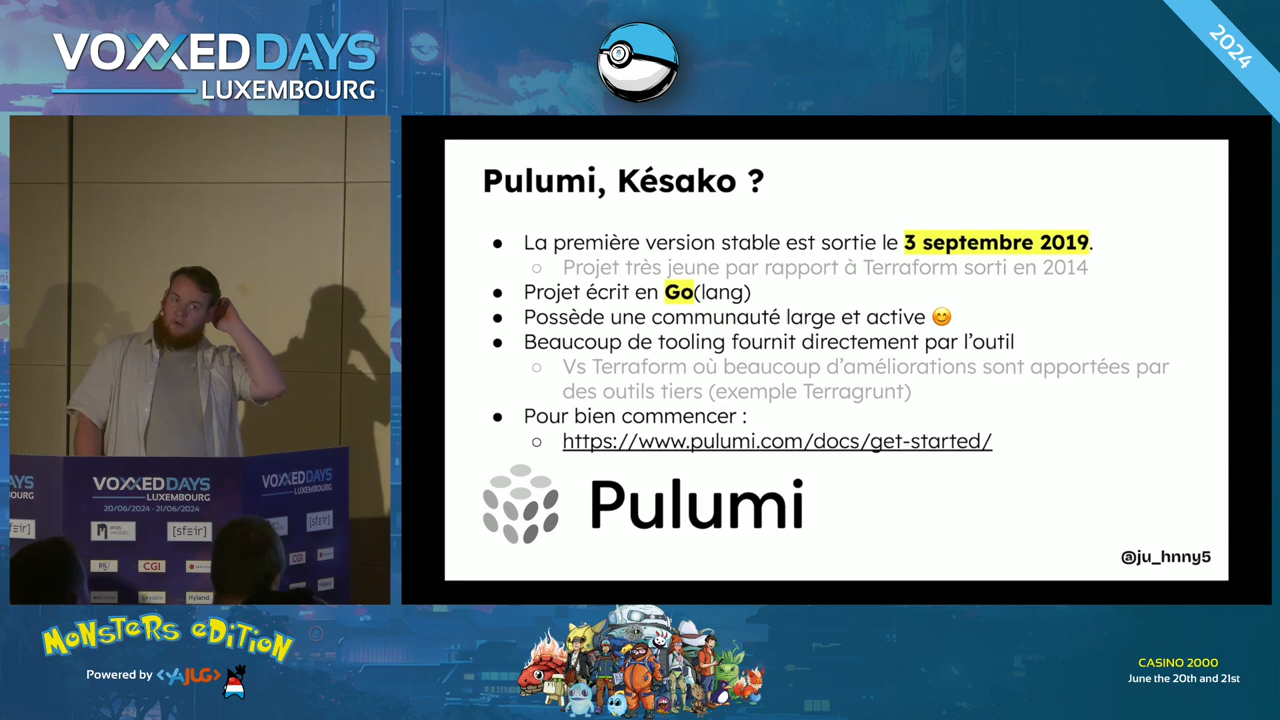 VOXXED DAYS
LUXEMBOURG
2024
Pulumi, Késako ?
● La première version stable est sortie le 3 septembre 2019.
○ Projet très jeune par rapport à Terraform sorti en 2014
● Projet écrit en Go(lang)
● Possède une communauté large et active 😊
● Beaucoup de tooling fournit directement par l'outil
○ Vs Terraform où beaucoup d'améliorations sont apportées par
des outils tiers (exemple Terragrunt)
● Pour bien commencer :
○ https://www.pulumi.com/docs/get-started/
Pulumi
@ju_hnny5
VOXXED DAYS
LUXEMBOURG
20/06/2024 - 21/06/2024
VOXXED DAYS
LUXEMBOURG
OURG
[sfeir]
[sfeir]
CGI
CGI
Hyland
MONSTERS EDITION
Powered by <YAJUG>
CASINO 2000
June the 20th and 21st